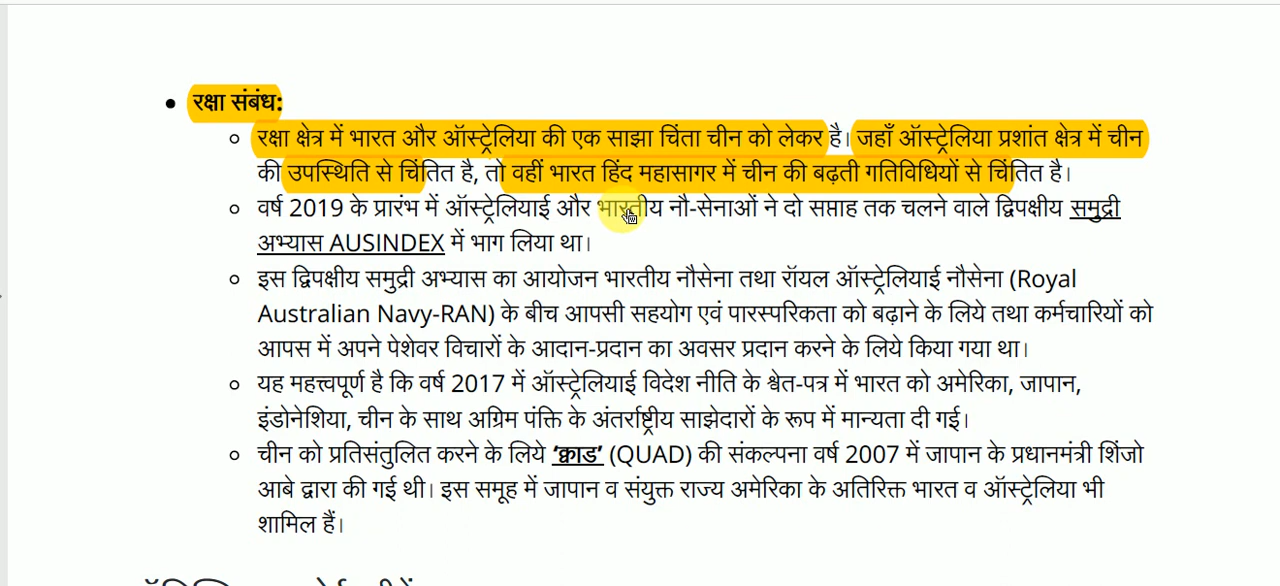 रक्षा संबंध:
रक्षा क्षेत्र में भारत और ऑस्ट्रेलिया की एक साझा चिंता चीन को लेकर है। जहाँ ऑस्ट्रेलिया प्रशांत क्षेत्र में चीन
की उपस्थिति से चिंतित है, तो वहीं भारत हिंद महासागर में चीन की बढ़ती गतिविधियों से चिंतित है।
वर्ष 2019 के प्रारंभ में ऑस्ट्रेलियाई और भारतीय नौ-सेनाओं ने दो सप्ताह तक चलने वाले द्विपक्षीय समुद्री
अभ्यास AUSINDEX में भाग लिया था।
इस द्विपक्षीय समुद्री अभ्यास का आयोजन भारतीय नौसेना तथा रॉयल ऑस्ट्रेलियाई नौसेना (Royal
Australian Navy-RAN) के बीच आपसी सहयोग एवं पारस्परिकता को बढ़ाने के लिये तथा कर्मचारियों को
आपस में अपने पेशेवर विचारों के आदान-प्रदान का अवसर प्रदान करने के लिये किया गया था।
यह महत्त्वपूर्ण है कि वर्ष 2017 में ऑस्ट्रेलियाई विदेश नीति के श्वेत-पत्र में भारत को अमेरिका, जापान,
इंडोनेशिया, चीन के साथ अग्रिम पंक्ति के अंतर्राष्ट्रीय साझेदारों के रूप में मान्यता दी गई।
चीन को प्रतिसंतुलित करने के लिये ‘क्वाड’ (QUAD) की संकल्पना वर्ष 2007 में जापान के प्रधानमंत्री शिंजो
आबे द्वारा की गई थी। इस समूह में जापान व संयुक्त राज्य अमेरिका के अतिरिक्त भारत व ऑस्ट्रेलिया भी
शामिल हैं।